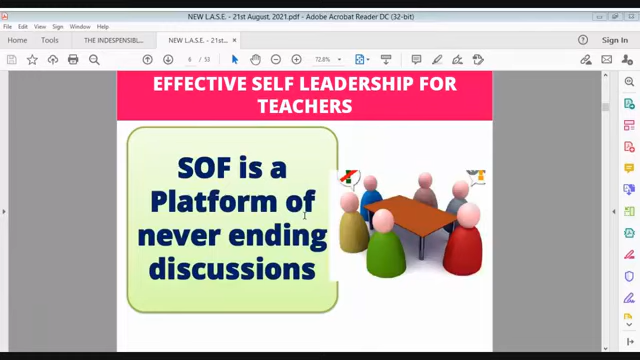 NEW L.A.S.E. - 21st August, 2021.pdf - Adobe Acrobat Reader DC (32-bit)
File Edit View Sign Window Help
Home Tools THE INDESPENSIBL... NEW L.A.S.E. - 21st... × Sign In
6 / 53 72.8%
EFFECTIVE SELF LEADERSHIP FOR
TEACHERS
SOF is a
Platform of
never ending
discussions